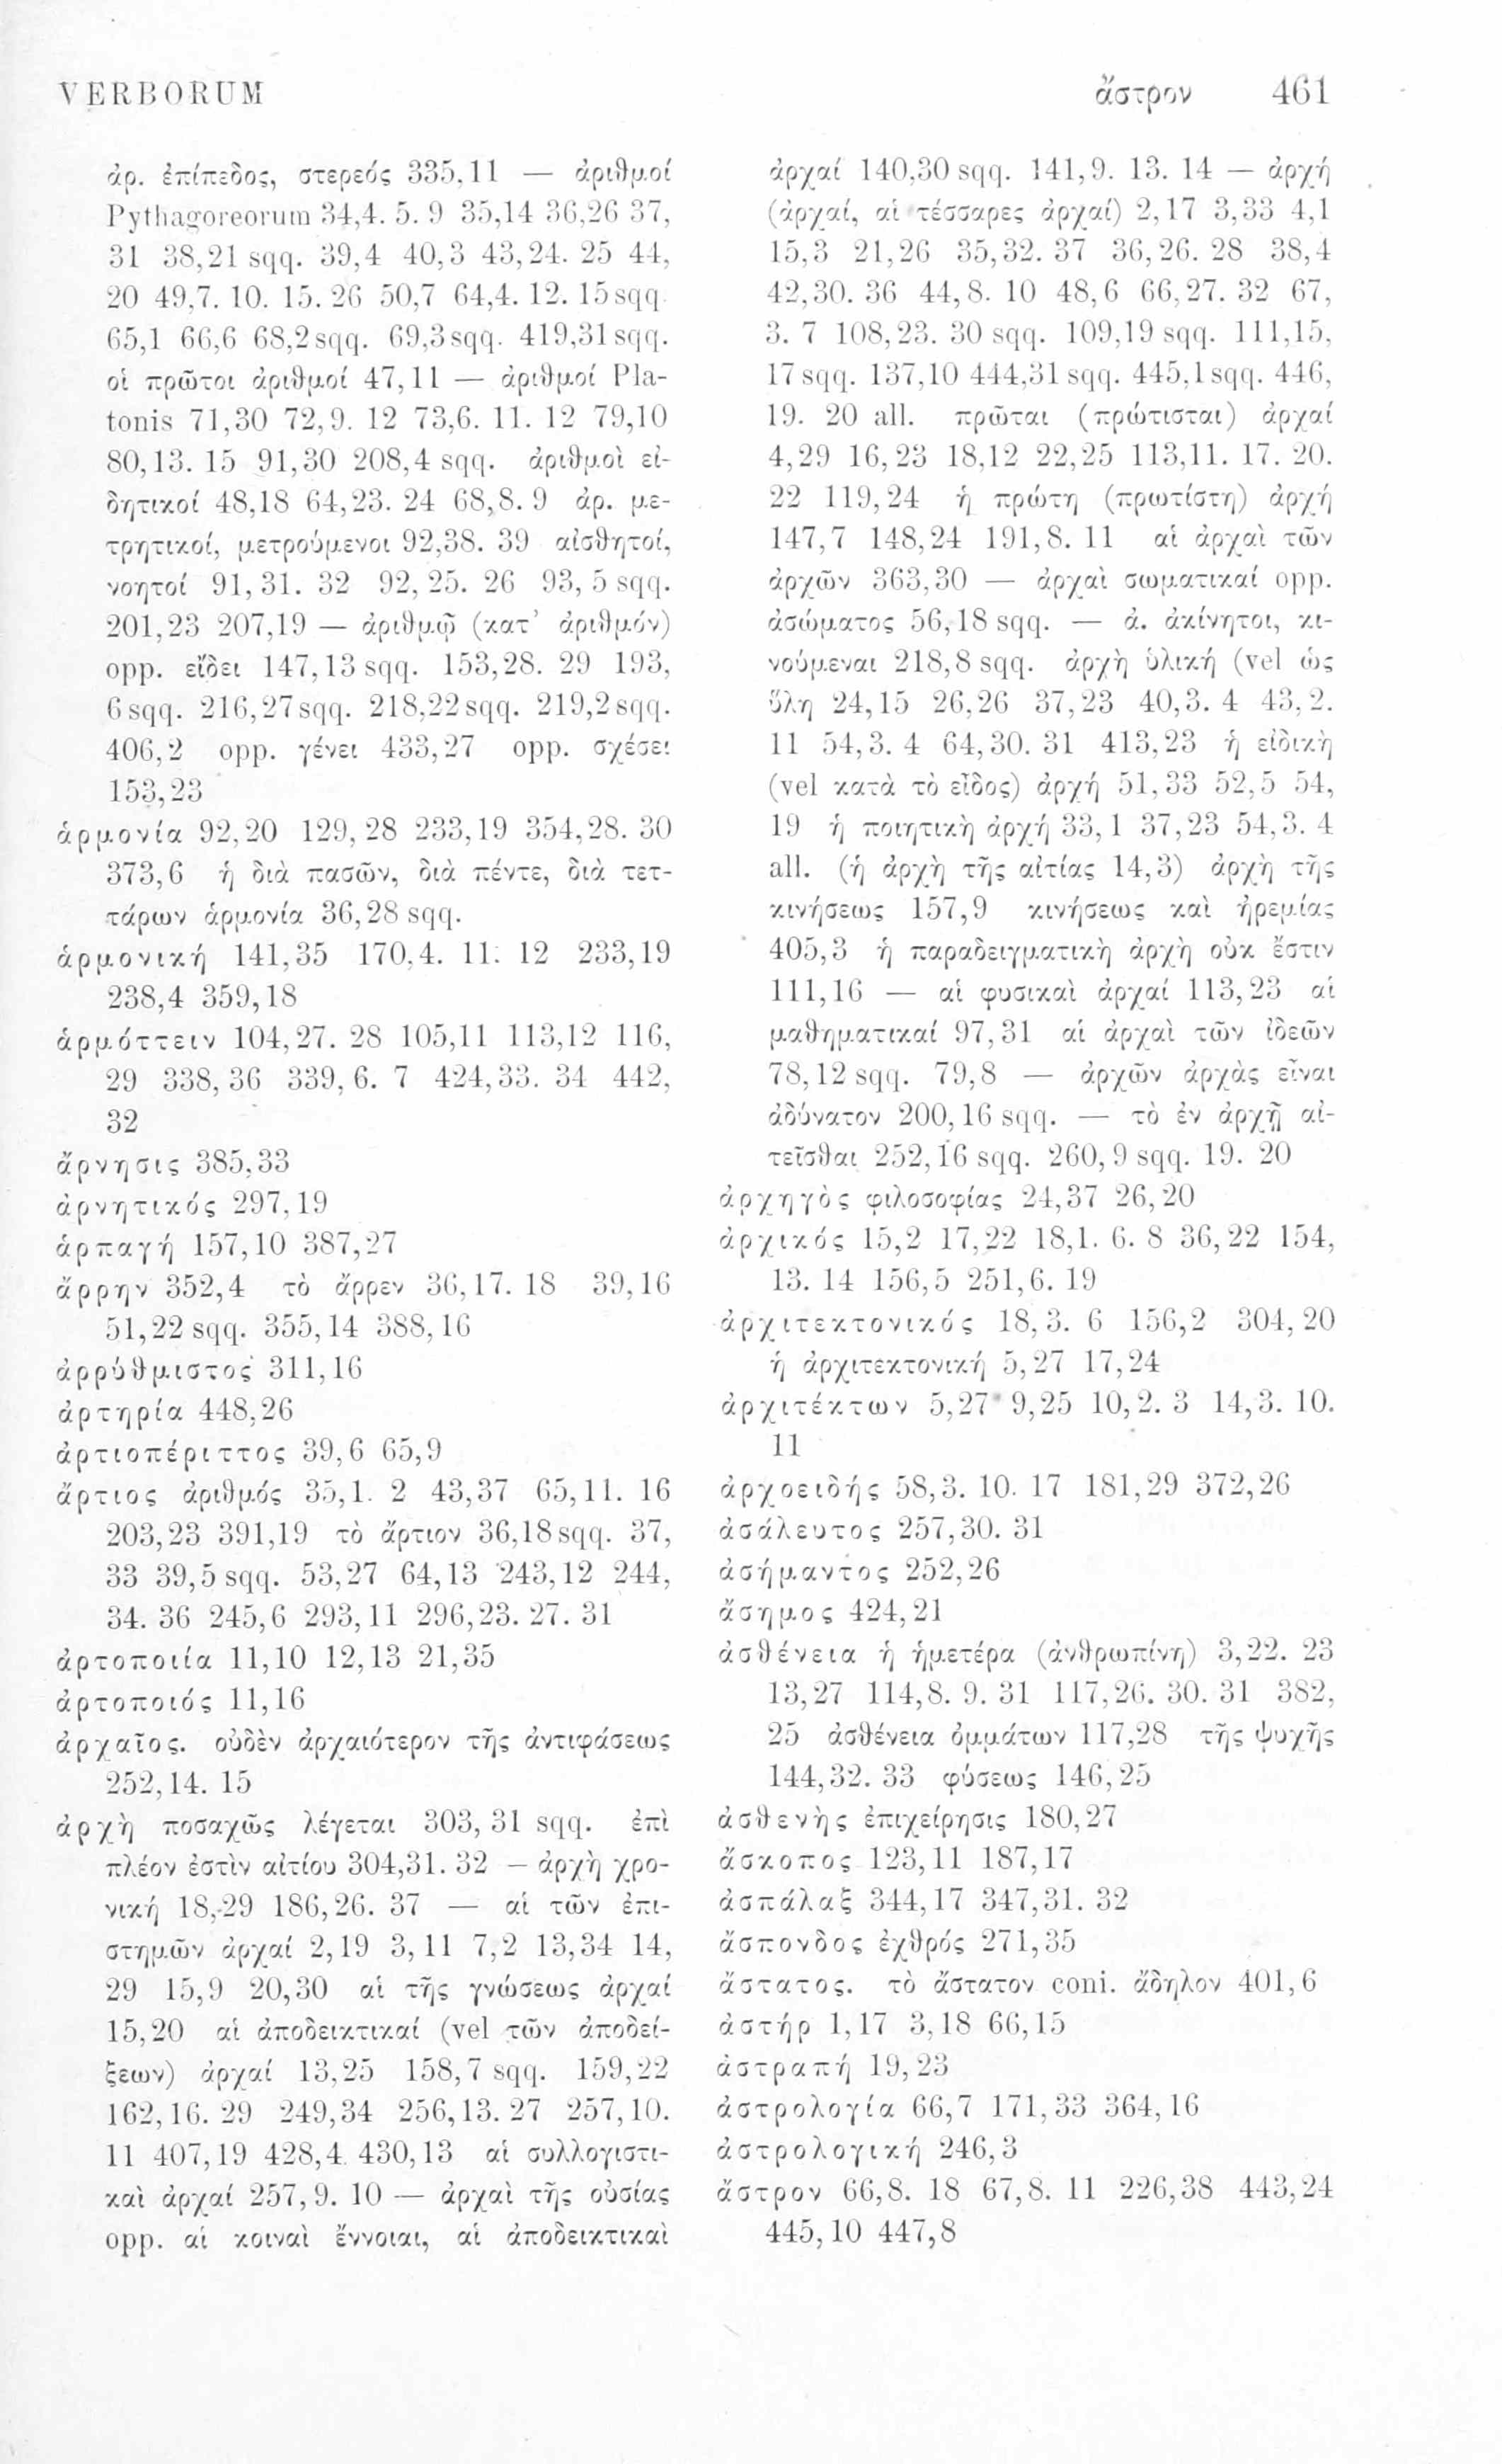 VERBORUM ἄστρον 461
ἀρ. ἐπίπεδος, στερεός 335,11 — ἀριθμοί
Pythagoreorum 34,4. 5. 9 35,14 36,26 37,
31 38,21 sqq. 39,4 40,3 43,24. 25 44,
20 49,7. 10. 15. 26 50,7 64,4. 12. 15 sqq.
65,1 66,6 68,2 sqq. 69,3 sqq. 419,31 sqq.
οἱ πρῶτοι ἀριθμοί 47,11 — ἀριθμοί Pla-
tonis 71,30 72,9. 12 73,6. 11. 12 79,10
80,13. 15 91,30 208,4 sqq. ἀριθμοὶ εἰ-
δητικοί 48,18 64,23. 24 68,8. 9 ἀρ. με-
τρητικοί, μετρούμενοι 92,38. 39 αἰσθητοί,
νοητοί 91,31. 32 92,25. 26 93,5 sqq.
201,23 207,19 — ἀριθμῷ (κατ’ ἀριθμόν)
opp. εἴδει 147,13 sqq. 153,28. 29 193,
6 sqq. 216,27 sqq. 218,22 sqq. 219,2 sqq.
406,2 opp. γένει 433,27 opp. σχέσει
153,23
ἁρμονία 92,20 129,28 233,19 354,28. 30
373,6 ἡ διὰ πασῶν, διὰ πέντε, διὰ τετ-
τάρων ἁρμονία 36,28 sqq.
ἁρμονική 141,35 170,4. 11. 12 233,19
238,4 359,18
ἁρμόττειν 104,27. 28 105,11 113,12 116,
29 338,36 339,6. 7 424,33. 34 442,
32
ἄρνησις 385,33
ἀρνητικός 297,19
ἁρπαγή 157,10 387,27
ἄρρην 352,4 τὸ ἄρρεν 36,17. 18 39,16
51,22 sqq. 355,14 388,16
ἀρρύθμιστος 311,16
ἀρτηρία 448,26
ἀρτιοπέριττος 39,6 65,9
ἄρτιος ἀριθμός 35,1. 2 43,37 65,11. 16
203,23 391,19 τὸ ἄρτιον 36,18 sqq. 37,
33 39,5 sqq. 53,27 64,13 243,12 244,
34. 36 245,6 293,11 296,23. 27. 31
ἀρτοποιία 11,10 12,13 21,35
ἀρτοποιός 11,16
ἀρχαῖος. οὐδὲν ἀρχαιότερον τῆς ἀντιφάσεως
252,14. 15
ἀρχὴ ποσαχῶς λέγεται 303,31 sqq. ἐπὶ
πλέον ἐστὶν αἰτίου 304,31. 32 — ἀρχὴ χρο-
νική 18,29 186,26. 37 — αἱ τῶν ἐπι-
στημῶν ἀρχαί 2,19 3,11 7,2 13,34 14,
29 15,9 20,30 αἱ τῆς γνώσεως ἀρχαί
15,20 αἱ ἀποδεικτικαί (vel τῶν ἀποδεί-
ξεων) ἀρχαί 13,25 158,7 sqq. 159,22
162,16. 29 249,34 256,13. 27 257,10.
11 407,19 428,4 430,13 αἱ συλλογιστι-
καὶ ἀρχαί 257,9. 10 — ἀρχαὶ τῆς οὐσίας
opp. αἱ κοιναὶ ἔννοιαι, αἱ ἀποδεικτικαὶ
ἀρχαί 140,30 sqq. 141,9. 13. 14 — ἀρχή
(ἀρχαί, αἱ τέσσαρες ἀρχαί) 2,17 3,33 4,1
15,3 21,26 35,32. 37 36,26. 28 38,4
42,30. 36 44,8. 10 48,6 66,27. 32 67,
3. 7 108,23. 30 sqq. 109,19 sqq. 111,15,
17 sqq. 137,10 444,31 sqq. 445,1 sqq. 446,
19. 20 all. πρῶται (πρώτισται) ἀρχαί
4,29 16,23 18,12 22,25 113,11. 17. 20.
22 119,24 ἡ πρώτη (πρωτίστη) ἀρχή
147,7 148,24 191,8. 11 αἱ ἀρχαὶ τῶν
ἀρχῶν 363,30 — ἀρχαὶ σωματικαί opp.
ἀσώματος 56,18 sqq. — ἀ. ἀκίνητοι, κι-
νούμεναι 218,8 sqq. ἀρχὴ ὑλική (vel ὡς
ὕλη 24,15 26,26 37,23 40,3. 4 43,2.
11 54,3. 4 64,30. 31 413,23 ἡ εἰδικὴ
(vel κατὰ τὸ εἶδος) ἀρχή 51,33 52,5 54,
19 ἡ ποιητικὴ ἀρχή 33,1 37,23 54,3. 4
all. (ἡ ἀρχὴ τῆς αἰτίας 14,3) ἀρχὴ τῆς
κινήσεως 157,9 κινήσεως καὶ ἠρεμίας
405,3 ἡ παραδειγματικὴ ἀρχὴ οὐκ ἔστιν
111,16 — αἱ φυσικαὶ ἀρχαί 113,23 αἱ
μαθηματικαί 97,31 αἱ ἀρχαὶ τῶν ἰδεῶν
78,12 sqq. 79,8 — ἀρχῶν ἀρχὰς εἶναι
ἀδύνατον 200,16 sqq. — τὸ ἐν ἀρχῇ αἰ-
τεῖσθαι 252,16 sqq. 260,9 sqq. 19. 20
ἀρχηγὸς φιλοσοφίας 24,37 26,20
ἀρχικός 15,2 17,22 18,1. 6. 8 36,22 154,
13. 14 156,5 251,6. 19
ἀρχιτεκτονικός 18,3. 6 156,2 304,20
ἡ ἀρχιτεκτονική 5,27 17,24
ἀρχιτέκτων 5,27 9,25 10,2. 3 14,3. 10.
11
ἀρχοειδής 58,3. 10. 17 181,29 372,26
ἀσάλευτος 257,30. 31
ἀσήμαντος 252,26
ἄσημος 424,21
ἀσθένεια ἡ ἡμετέρα (ἀνθρωπίνη) 3,22. 23
13,27 114,8. 9. 31 117,26. 30. 31 382,
25 ἀσθένεια ὀμμάτων 117,28 τῆς ψυχῆς
144,32. 33 φύσεως 146,25
ἀσθενὴς ἐπιχείρησις 180,27
ἄσκοπος 123,11 187,17
ἀσπάλαξ 344,17 347,31. 32
ἄσπονδος ἐχθρός 271,35
ἄστατος. τὸ ἄστατον coni. ἄδηλον 401,6
ἀστήρ 1,17 3,18 66,15
ἀστραπή 19,23
ἀστρολογία 66,7 171,33 364,16
ἀστρολογική 246,3
ἄστρον 66,8. 18 67,8. 11 226,38 443,24
445,10 447,8